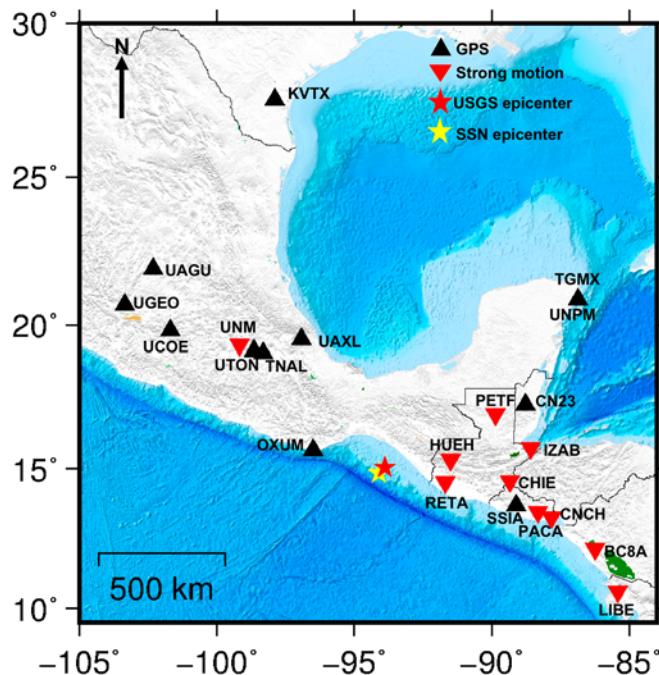 30°
N
GPS
Strong motion
USGS epicenter
SSN epicenter
KVTX
25°
UAGU
TGMX
UGEO
UNPM
20°
UNM
UCOE
UAXL
UTON
TNAL
PETF
CN23
OXUM
HUEH
IZAB
15°
RETA
CHIE
SSIA
CNCH
PACA
BC8A
500 km
LIBE
10°
−105° −100° −95° −90° −85°